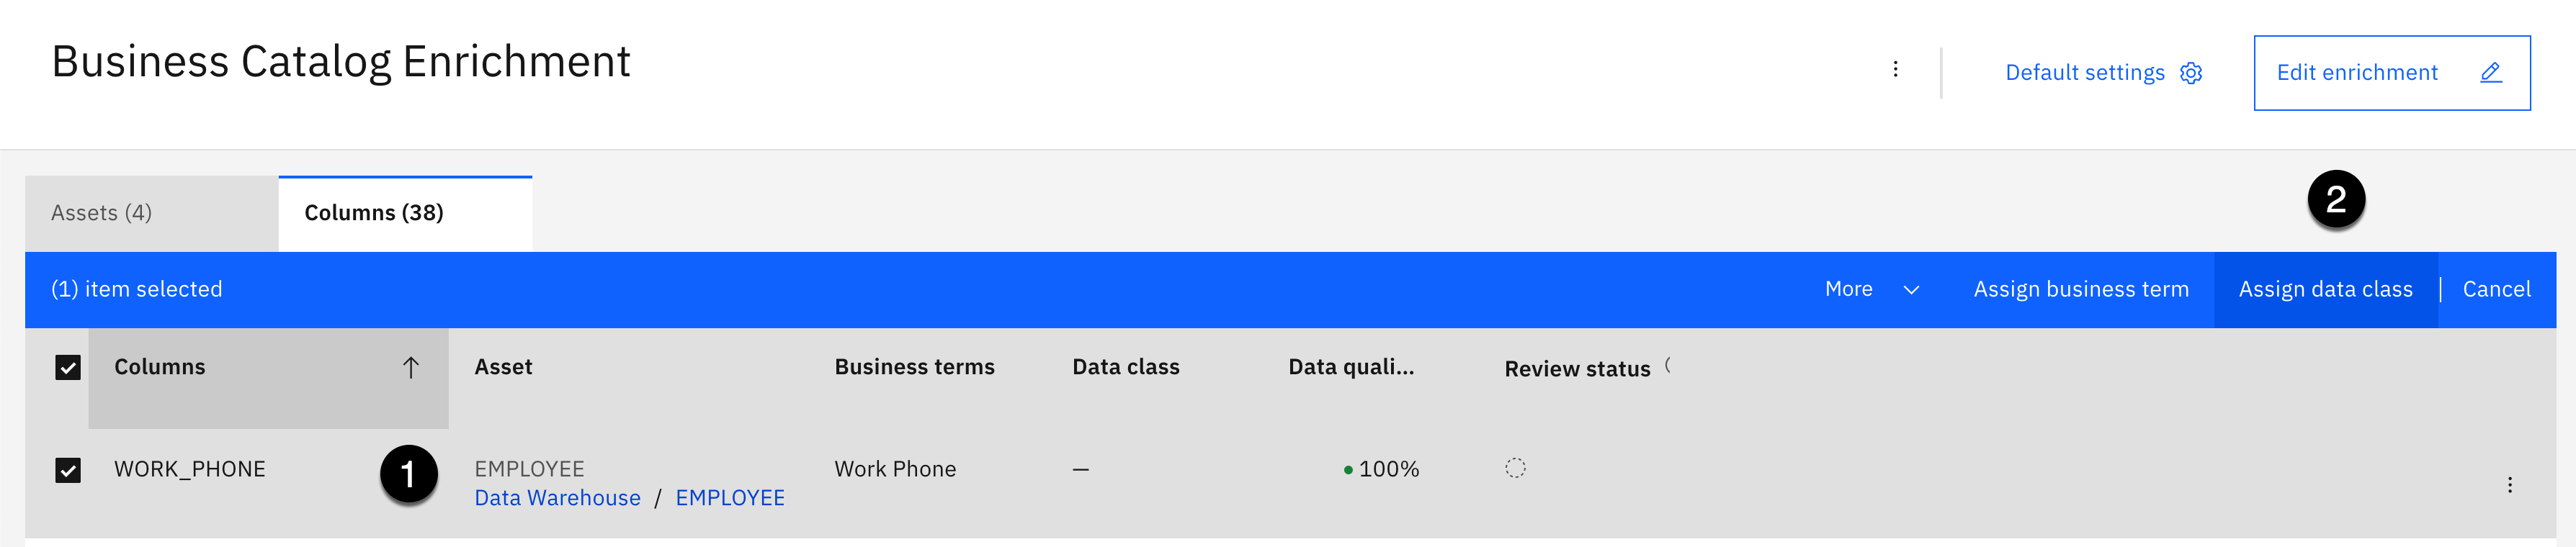 Business Catalog Enrichment
Default settings
Edit enrichment
Assets (4)
Columns (38)
2
(1) item selected
More
Assign business term
Assign data class
Cancel
Columns
Asset
Business terms
Data class
Data quali...
Review status
WORK_PHONE
1
EMPLOYEE
Data Warehouse / EMPLOYEE
Work Phone
—
100%